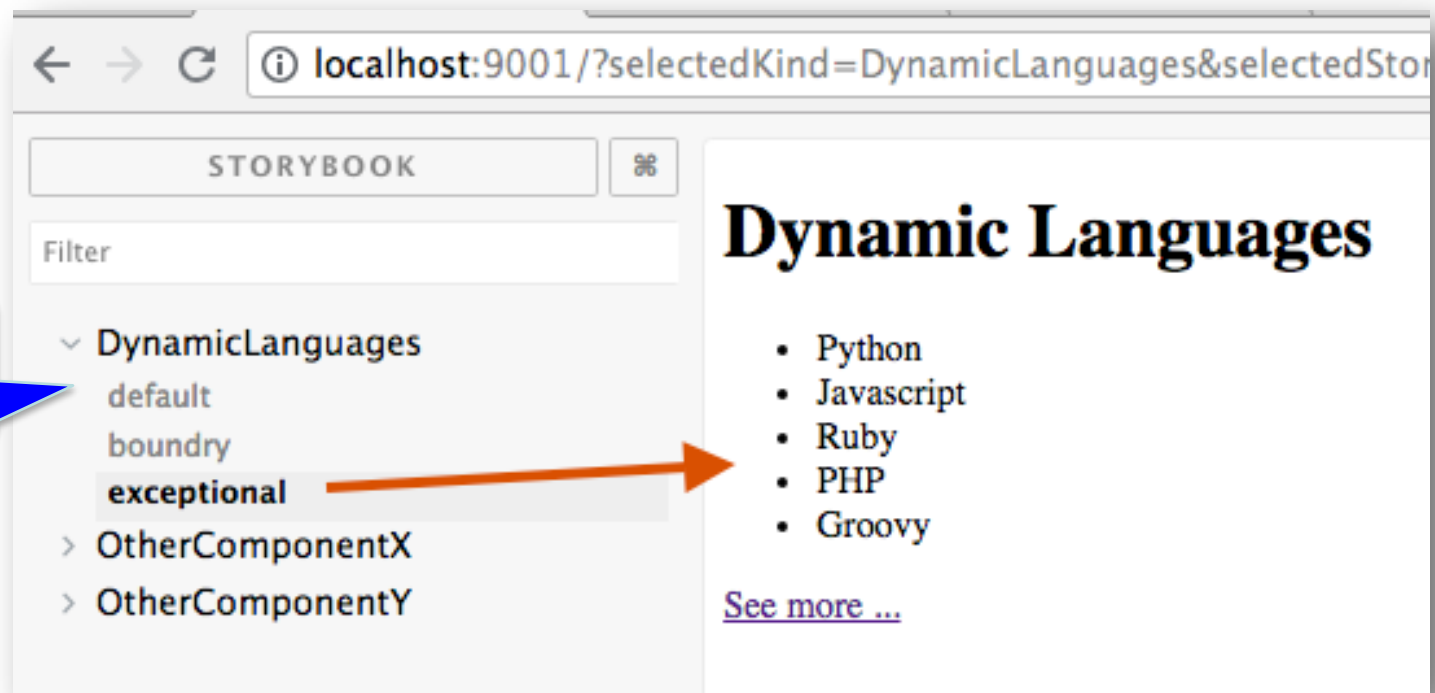 localhost:9001/?selectedKind=DynamicLanguages&selectedStor
STORYBOOK ⌘
Filter
DynamicLanguages
default
boundry
exceptional
OtherComponentX
OtherComponentY
Dynamic Languages
• Python
• Javascript
• Ruby
• PHP
• Groovy
See more ...